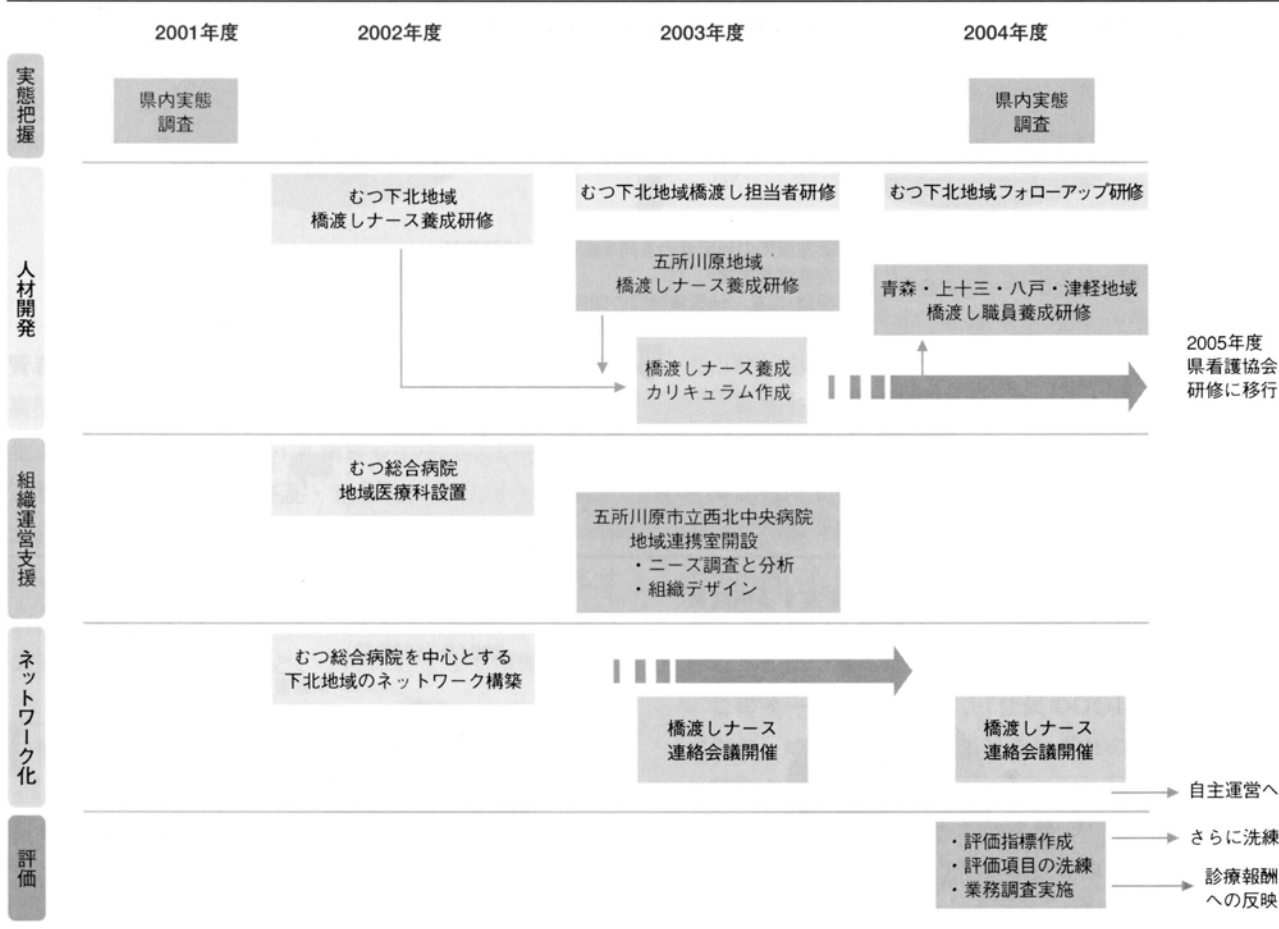 2001年度
2002年度
2003年度
2004年度
実態把握
県内実態
調査
県内実態
調査
人材開発
むつ下北地域
橋渡しナース養成研修
むつ下北地域橋渡し担当者研修
むつ下北地域フォローアップ研修
五所川原地域
橋渡しナース養成研修
青森・上十三・八戸・津軽地域
橋渡し職員養成研修
橋渡しナース養成
カリキュラム作成
2005年度
県看護協会
研修に移行
組織運営支援
むつ総合病院
地域医療科設置
五所川原市立西北中央病院
地域連携室開設
・ニーズ調査と分析
・組織デザイン
ネットワーク化
むつ総合病院を中心とする
下北地域のネットワーク構築
橋渡しナース
連絡会議開催
橋渡しナース
連絡会議開催
自主運営へ
評価
・評価指標作成
・評価項目の洗練
・業務調査実施
さらに洗練
診療報酬
への反映